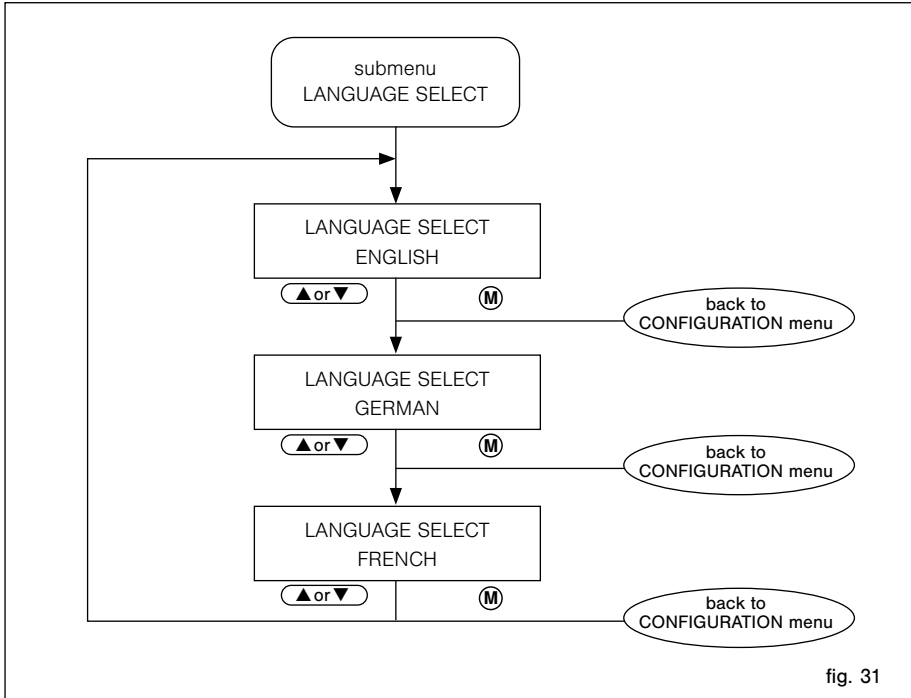 submenu
LANGUAGE SELECT
LANGUAGE SELECT
ENGLISH
▲ or ▼
M
back to
CONFIGURATION menu
LANGUAGE SELECT
GERMAN
▲ or ▼
M
back to
CONFIGURATION menu
LANGUAGE SELECT
FRENCH
▲ or ▼
M
back to
CONFIGURATION menu
fig. 31